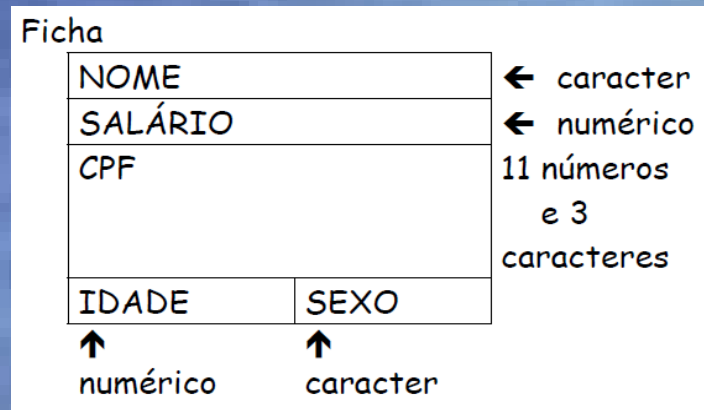 Ficha
NOME ← caracter
SALÁRIO ← numérico
CPF 11 números
e 3
caracteres
IDADE SEXO
↑ ↑
numérico caracter